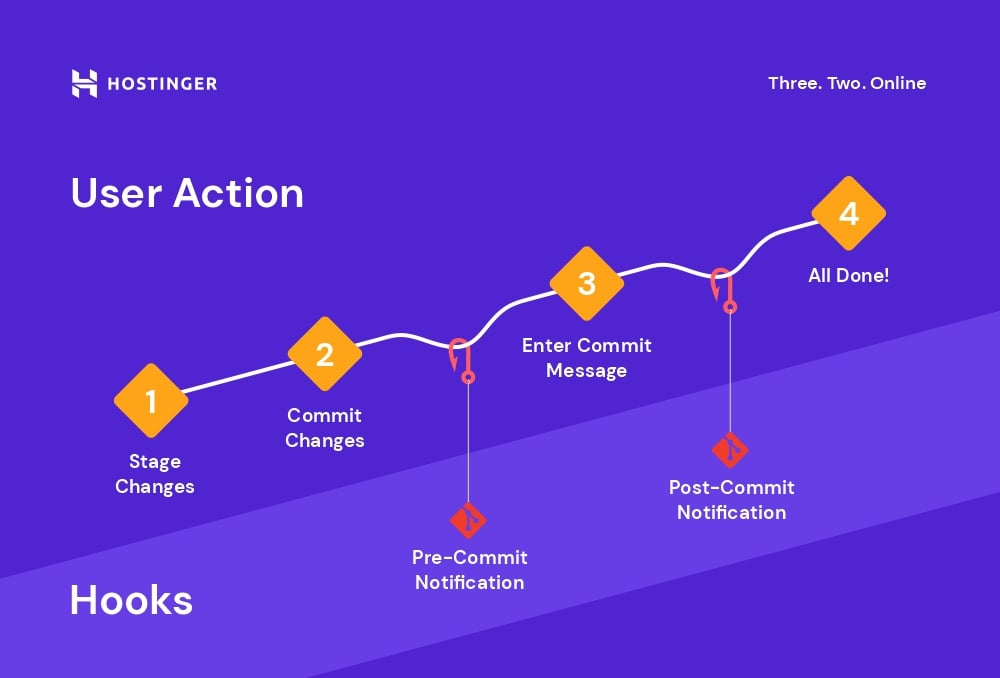 HOSTINGER
Three. Two. Online
User Action
1
Stage
Changes
2
Commit
Changes
3
Enter Commit
Message
4
All Done!
Pre-Commit
Notification
Post-Commit
Notification
Hooks